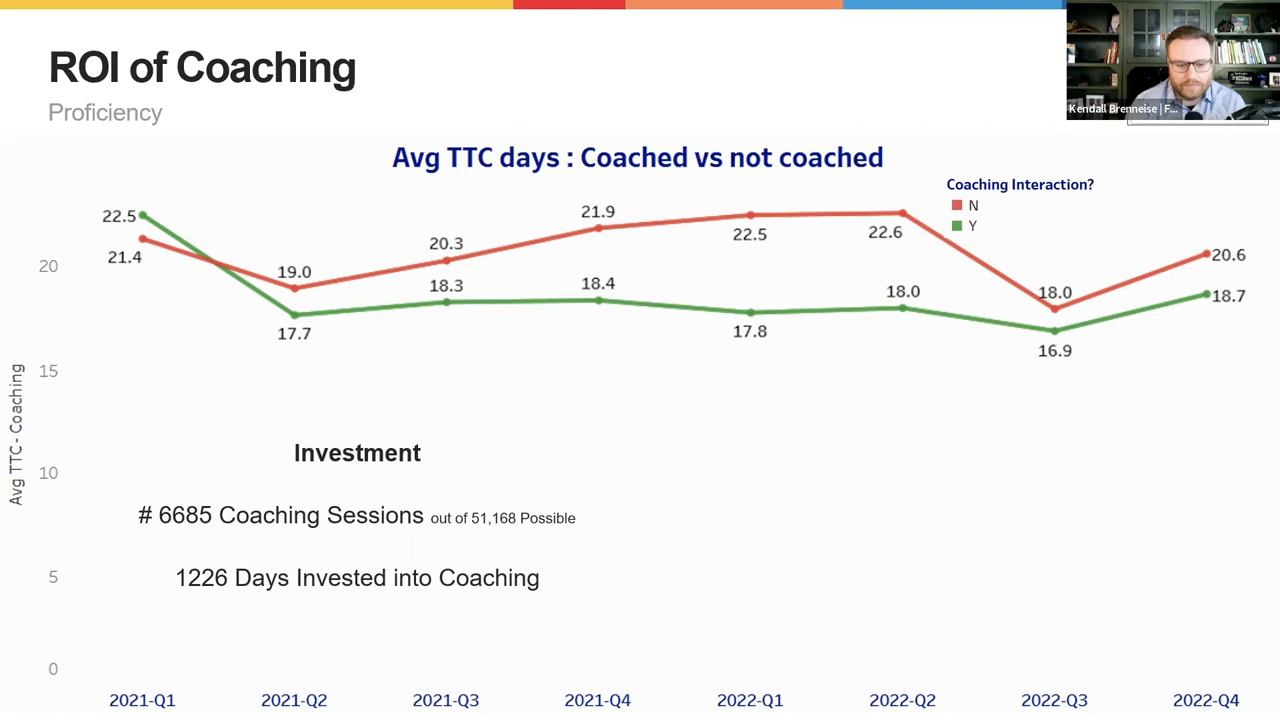 ROI of Coaching
Proficiency
Kendall Brenneise | F...
Avg TTC days : Coached vs not coached
Coaching Interaction?
N
Y
22.5
21.4
19.0
17.7
20.3
18.3
21.9
18.4
22.5
17.8
22.6
18.0
18.0
16.9
20.6
18.7
Avg TTC - Coaching
20
15
10
5
0
Investment
# 6685 Coaching Sessions out of 51,168 Possible
1226 Days Invested into Coaching
2021-Q1 2021-Q2 2021-Q3 2021-Q4 2022-Q1 2022-Q2 2022-Q3 2022-Q4